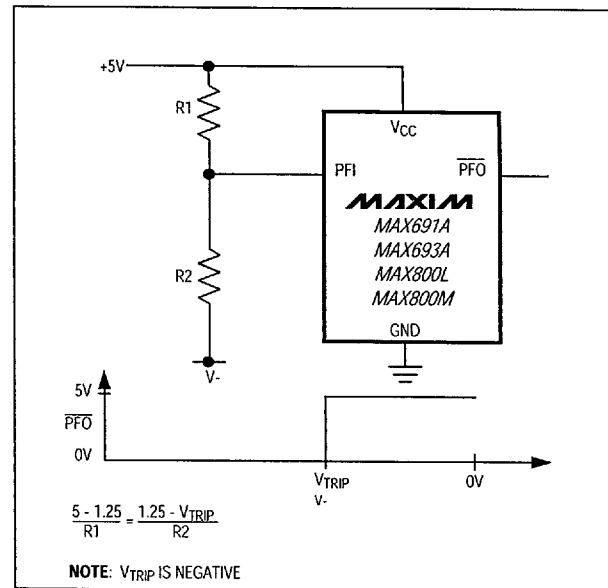 +5V
R1
VCC
PFI
PFO
MAXIM
MAX691A
MAX693A
MAX800L
MAX800M
R2
GND
V-
5V
PFO
0V
VTRIP
0V
V-
5 - 1.25 / R1 = 1.25 - VTRIP / R2
NOTE: VTRIP IS NEGATIVE